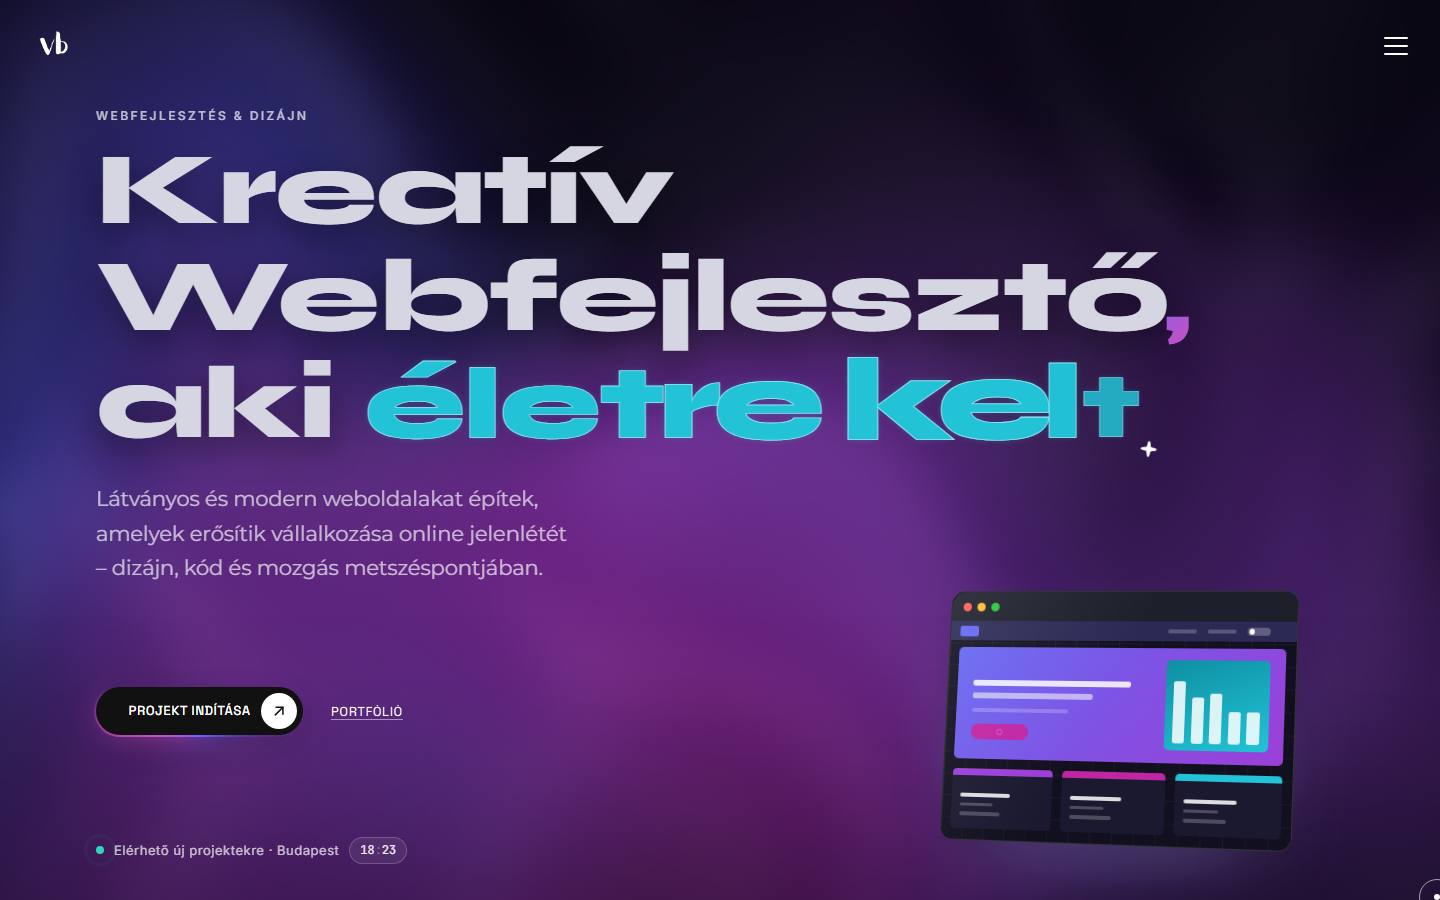 vb
WEBFEJLESZTÉS & DIZÁJN
Kreatív
Webfejlesztő,
aki életre kelt
Látványos és modern weboldalakat építek,
amelyek erősítik vállalkozása online jelenlétét
– dizájn, kód és mozgás metszéspontjában.
PROJEKT INDÍTÁSA
PORTFÓLIÓ
Elérhető új projektekre · Budapest 18:23